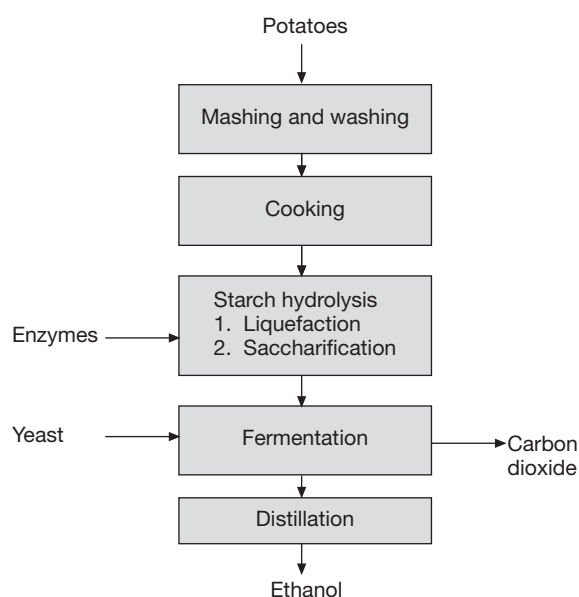 Potatoes
Mashing and washing
Cooking
Starch hydrolysis
1. Liquefaction
2. Saccharification
Enzymes
Yeast
Fermentation
Carbon
dioxide
Distillation
Ethanol